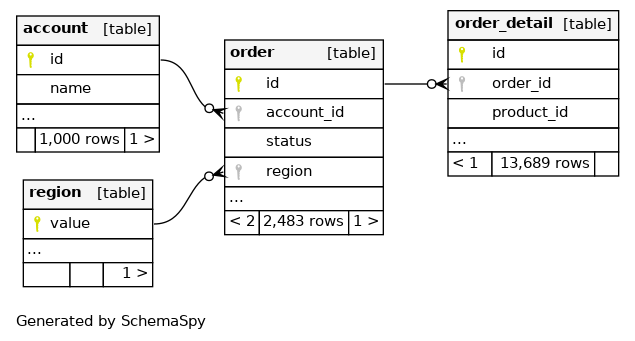 account [table]
id
name
...
1,000 rows 1 >
region [table]
value
...
1 >
order [table]
id
account_id
status
region
...
< 2 2,483 rows 1 >
order_detail [table]
id
order_id
product_id
...
< 1 13,689 rows
Generated by SchemaSpy